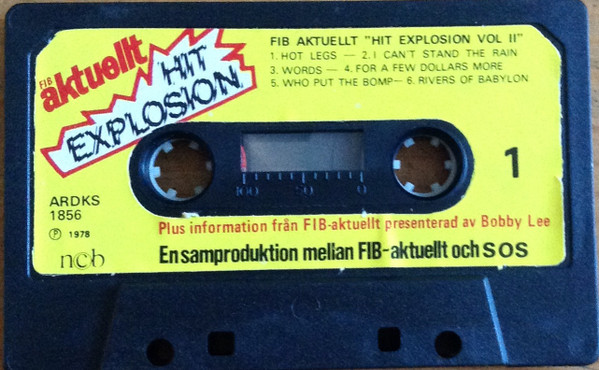 FIB
aktuellt
HIT
EXPLOSION
FIB AKTUELLT "HIT EXPLOSION VOL II"
1. HOT LEGS — 2. I CAN'T STAND THE RAIN
3. WORDS — 4. FOR A FEW DOLLARS MORE
5. WHO PUT THE BOMP — 6. RIVERS OF BABYLON
1
100 50 0
ARDKS
1856
Ⓟ 1978
ncb
Plus information från FIB-aktuellt presenterad av Bobby Lee
En samproduktion mellan FIB-aktuellt och SOS